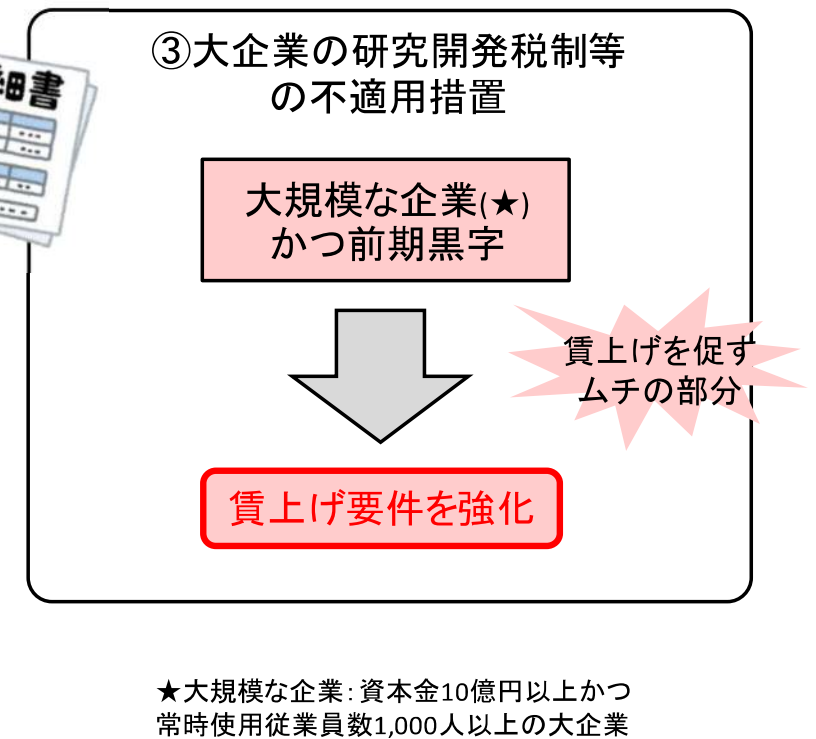 細書
③大企業の研究開発税制等
の不適用措置
大規模な企業(★)
かつ前期黒字
賃上げを促す
ムチの部分
賃上げ要件を強化
★大規模な企業：資本金10億円以上かつ
常時使用従業員数1,000人以上の大企業